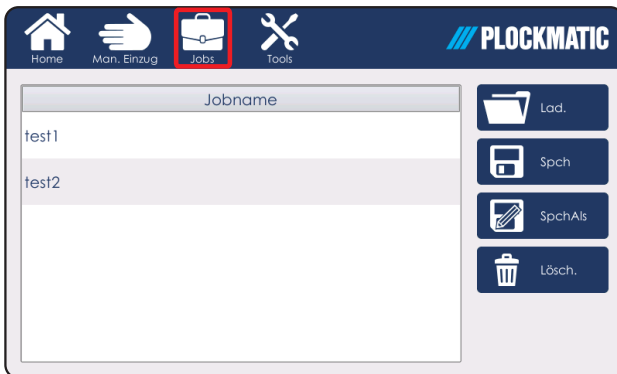 Home Man. Einzug Jobs Tools
PLOCKMATIC
Jobname
test1
test2
Lad.
Spch
SpchAls
Lösch.